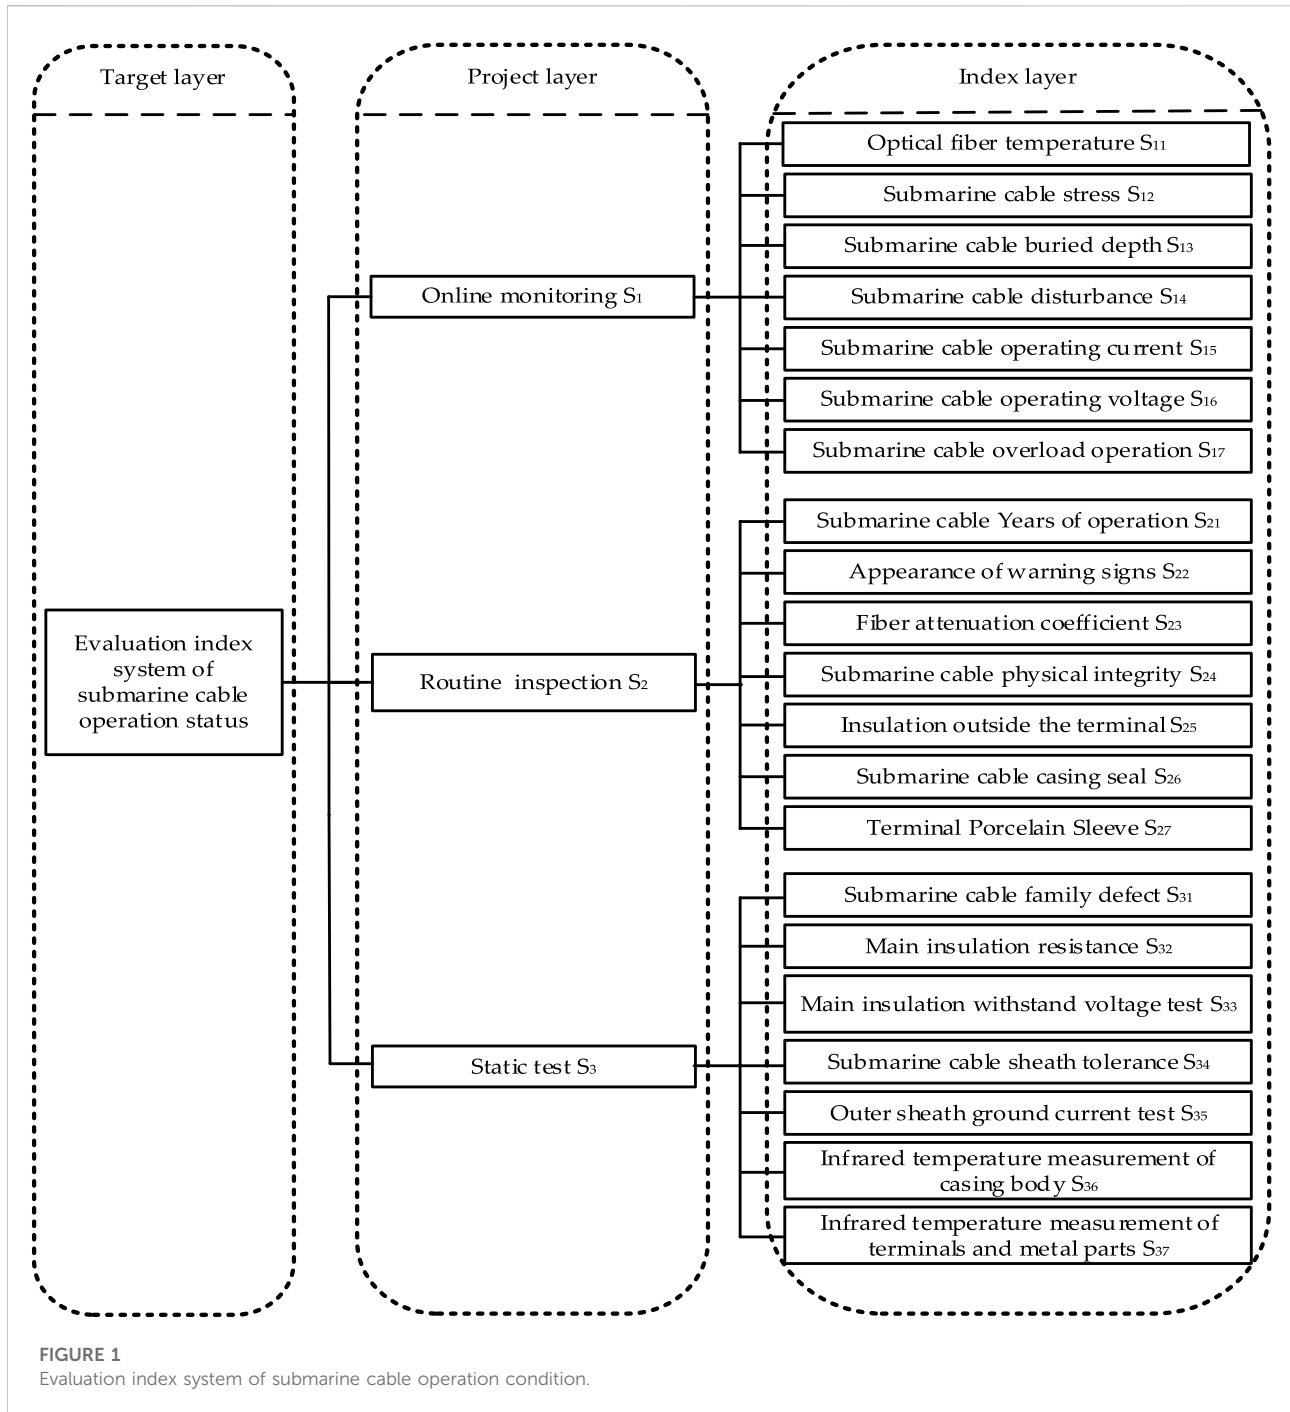 Target layer
Project layer
Index layer
Optical fiber temperature S11
Submarine cable stress S12
Submarine cable buried depth S13
Online monitoring S1
Submarine cable disturbance S14
Submarine cable operating current S15
Submarine cable operating voltage S16
Submarine cable overload operation S17
Submarine cable Years of operation S21
Appearance of warning signs S22
Fiber attenuation coefficient S23
Evaluation index
system of
submarine cable
operation status
Routine inspection S2
Submarine cable physical integrity S24
Insulation outside the terminal S25
Submarine cable casing seal S26
Terminal Porcelain Sleeve S27
Submarine cable family defect S31
Main insulation resistance S32
Main insulation withstand voltage test S33
Static test S3
Submarine cable sheath tolerance S34
Outer sheath ground current test S35
Infrared temperature measurement of
casing body S36
Infrared temperature measurement of
terminals and metal parts S37
FIGURE 1
Evaluation index system of submarine cable operation condition.